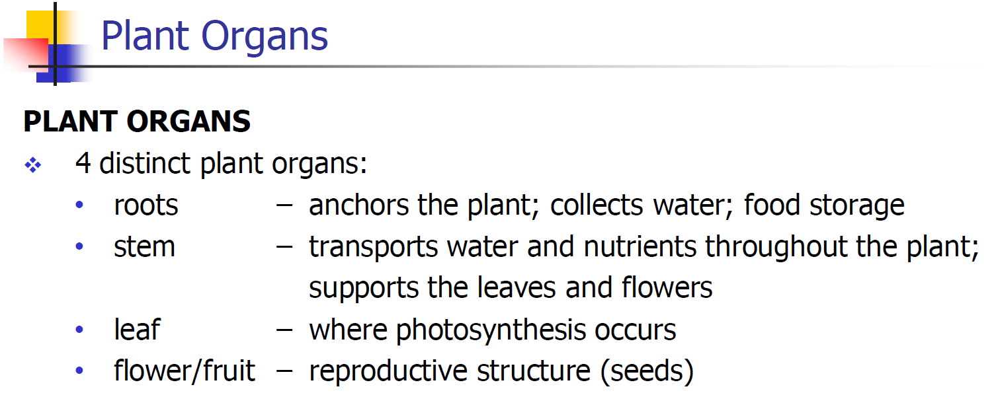 Plant Organs
PLANT ORGANS
❖ 4 distinct plant organs:
• roots – anchors the plant; collects water; food storage
• stem – transports water and nutrients throughout the plant;
supports the leaves and flowers
• leaf – where photosynthesis occurs
• flower/fruit – reproductive structure (seeds)